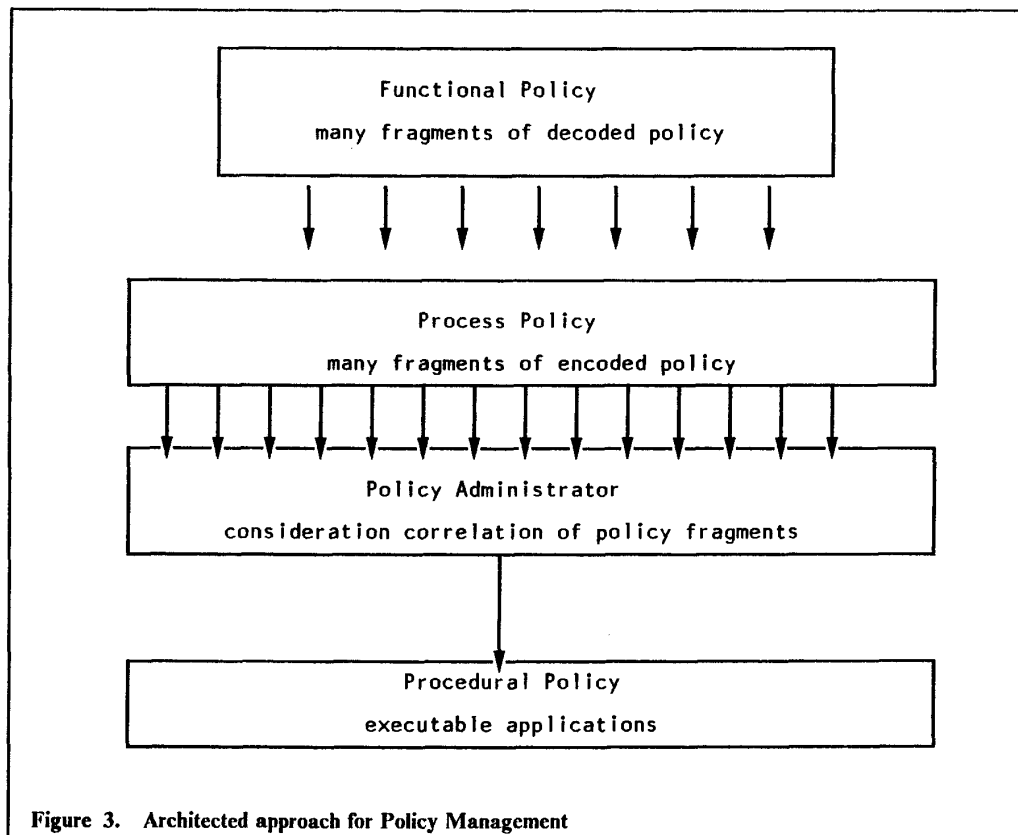 Functional Policy
many fragments of decoded policy
Process Policy
many fragments of encoded policy
Policy Administrator
consideration correlation of policy fragments
Procedural Policy
executable applications
Figure 3. Architected approach for Policy Management